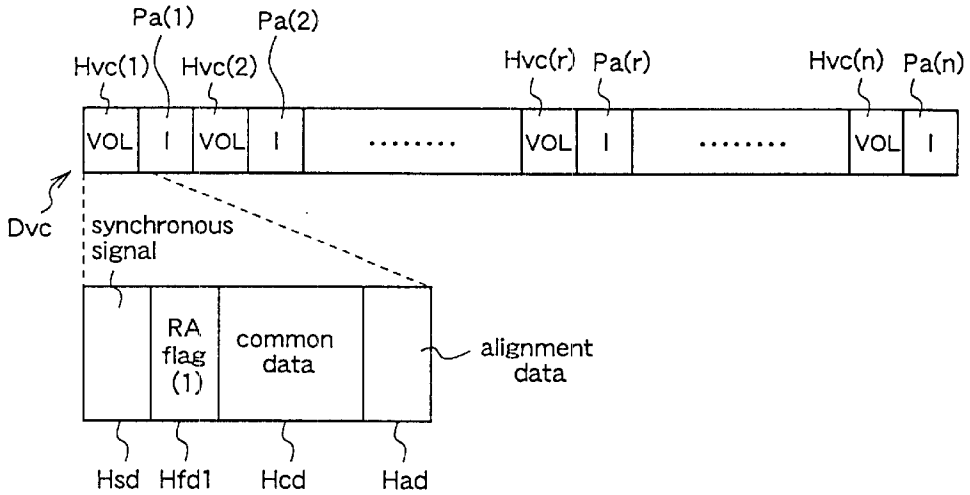 Pa(1) Pa(2)
Hvc(1) Hvc(2) Hvc(r) Pa(r) Hvc(n) Pa(n)
VOL I VOL I ········ VOL I ········ VOL I
Dvc
synchronous
signal
RA
flag
(1)
common
data
alignment
data
Hsd Hfd1 Hcd Had